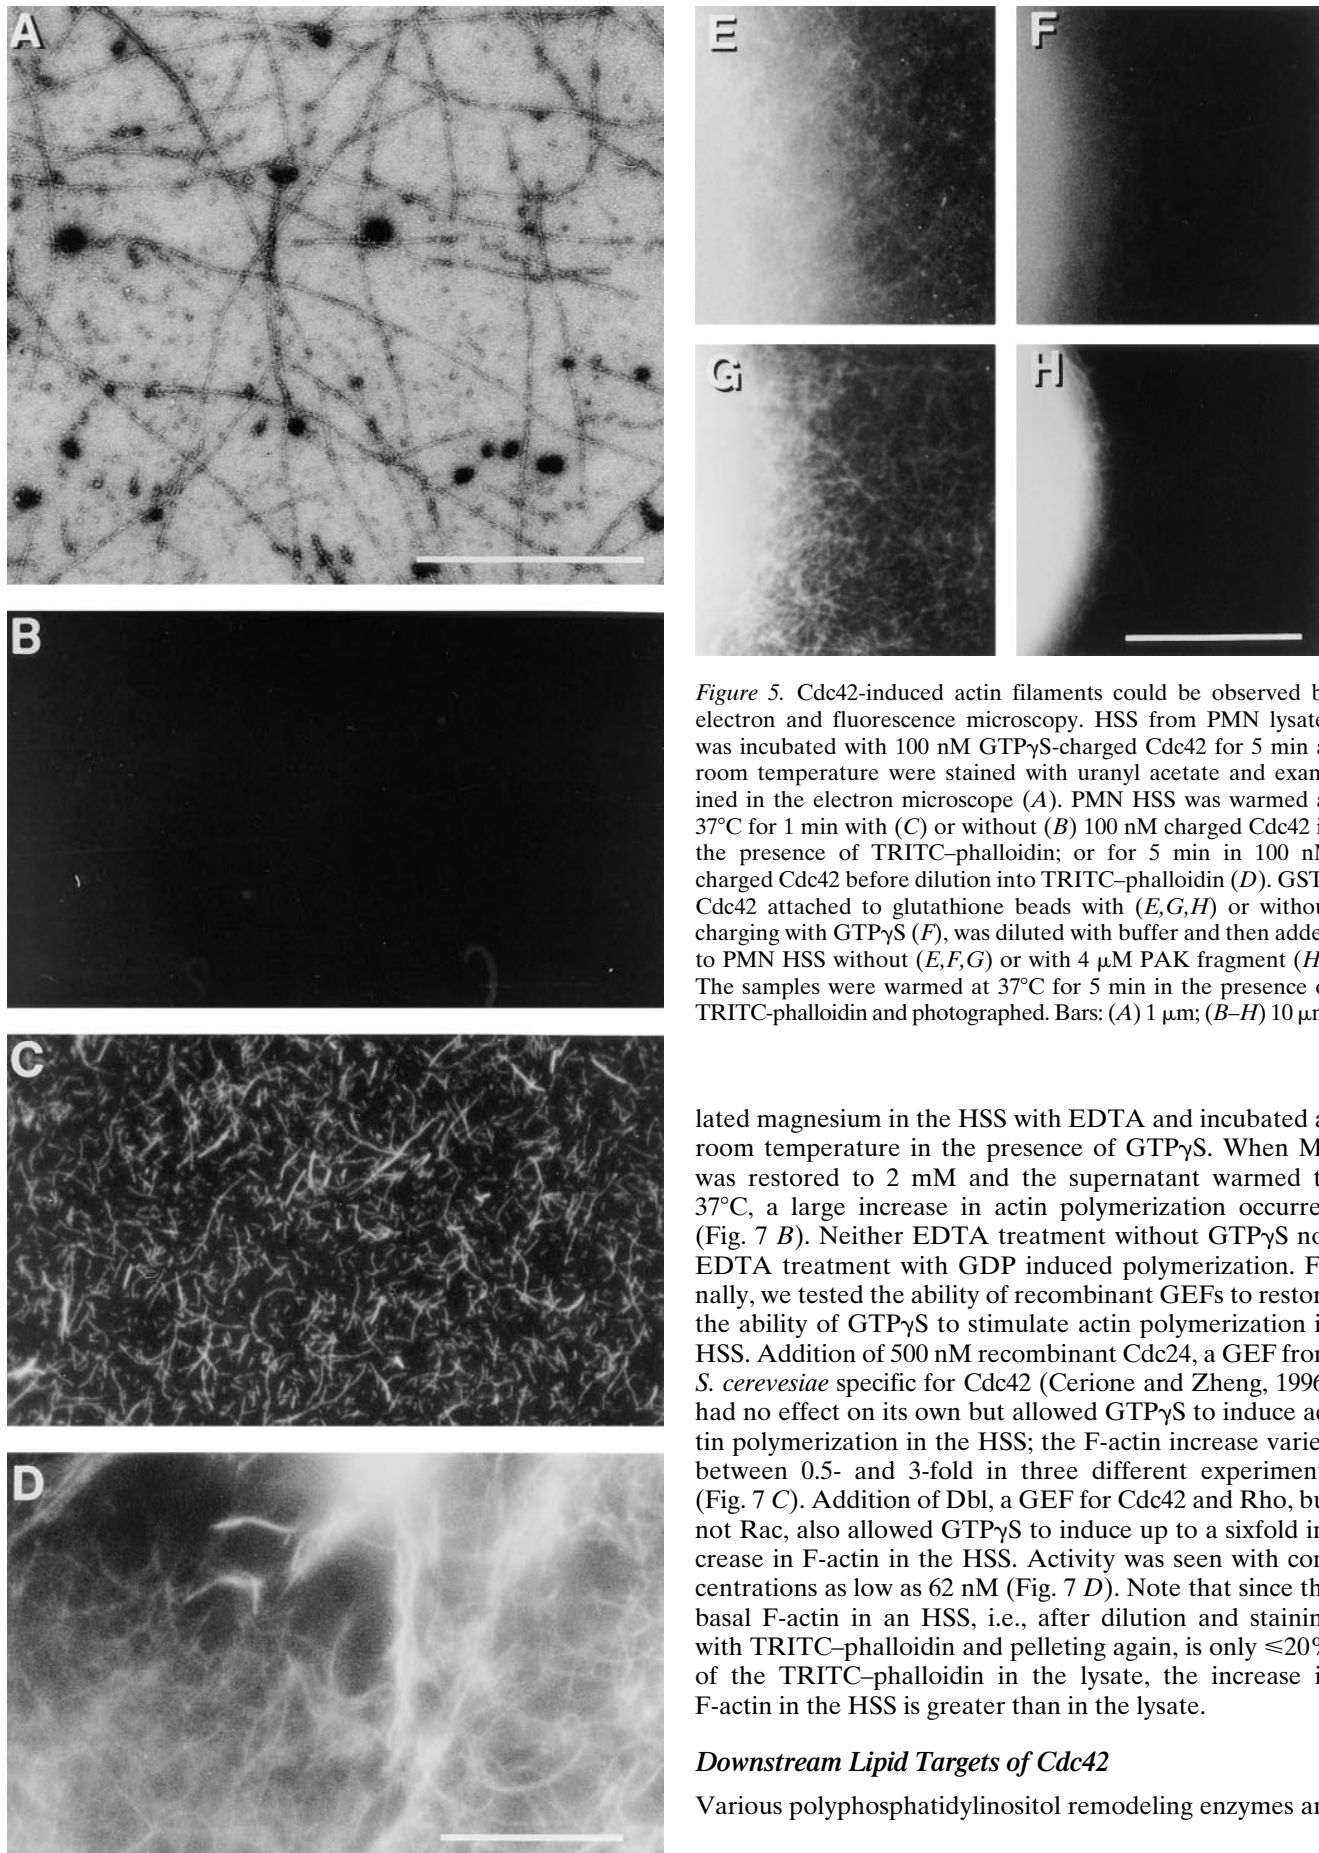 A
B
C
D
E
F
G
H
Figure 5. Cdc42-induced actin filaments could be observed b
electron and fluorescence microscopy. HSS from PMN lysate
was incubated with 100 nM GTPγS-charged Cdc42 for 5 min a
room temperature were stained with uranyl acetate and exam
ined in the electron microscope (A). PMN HSS was warmed a
37°C for 1 min with (C) or without (B) 100 nM charged Cdc42 i
the presence of TRITC–phalloidin; or for 5 min in 100 nM
charged Cdc42 before dilution into TRITC–phalloidin (D). GST
Cdc42 attached to glutathione beads with (E,G,H) or withou
charging with GTPγS (F), was diluted with buffer and then adde
to PMN HSS without (E,F,G) or with 4 μM PAK fragment (H
The samples were warmed at 37°C for 5 min in the presence o
TRITC-phalloidin and photographed. Bars: (A) 1 μm; (B–H) 10 μm
lated magnesium in the HSS with EDTA and incubated a
room temperature in the presence of GTPγS. When M
was restored to 2 mM and the supernatant warmed t
37°C, a large increase in actin polymerization occurre
(Fig. 7 B). Neither EDTA treatment without GTPγS no
EDTA treatment with GDP induced polymerization. F
nally, we tested the ability of recombinant GEFs to restor
the ability of GTPγS to stimulate actin polymerization i
HSS. Addition of 500 nM recombinant Cdc24, a GEF from
S. cerevesiae specific for Cdc42 (Cerione and Zheng, 1996
had no effect on its own but allowed GTPγS to induce ac
tin polymerization in the HSS; the F-actin increase varie
between 0.5- and 3-fold in three different experiment
(Fig. 7 C). Addition of Dbl, a GEF for Cdc42 and Rho, bu
not Rac, also allowed GTPγS to induce up to a sixfold in
crease in F-actin in the HSS. Activity was seen with con
centrations as low as 62 nM (Fig. 7 D). Note that since th
basal F-actin in an HSS, i.e., after dilution and stainin
with TRITC–phalloidin and pelleting again, is only ≤20%
of the TRITC–phalloidin in the lysate, the increase i
F-actin in the HSS is greater than in the lysate.
Downstream Lipid Targets of Cdc42
Various polyphosphatidylinositol remodeling enzymes ar